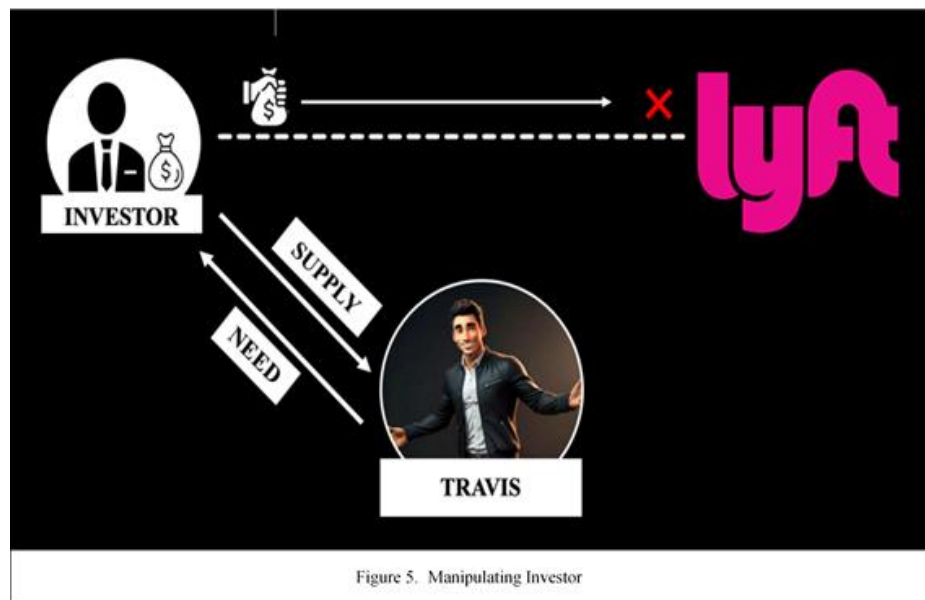 $
lyft
$
INVESTOR
SUPPLY
NEED
TRAVIS
Figure 5. Manipulating Investor